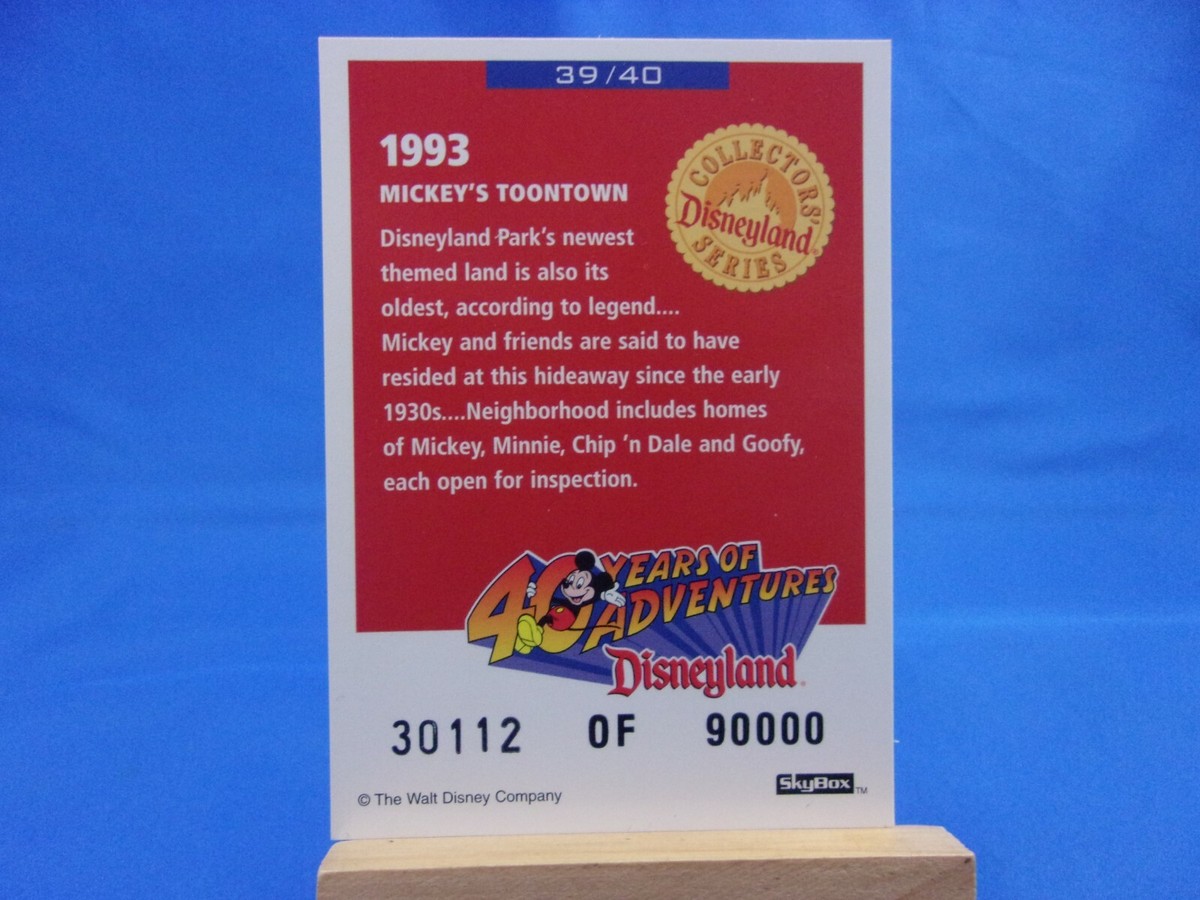 39/40
1993
MICKEY'S TOONTOWN
COLLECTORS'
Disneyland
SERIES
Disneyland Park's newest
themed land is also its
oldest, according to legend....
Mickey and friends are said to have
resided at this hideaway since the early
1930s....Neighborhood includes homes
of Mickey, Minnie, Chip 'n Dale and Goofy,
each open for inspection.
40 YEARS OF
ADVENTURES
Disneyland
30112 OF 90000
© The Walt Disney Company
SkyBox TM